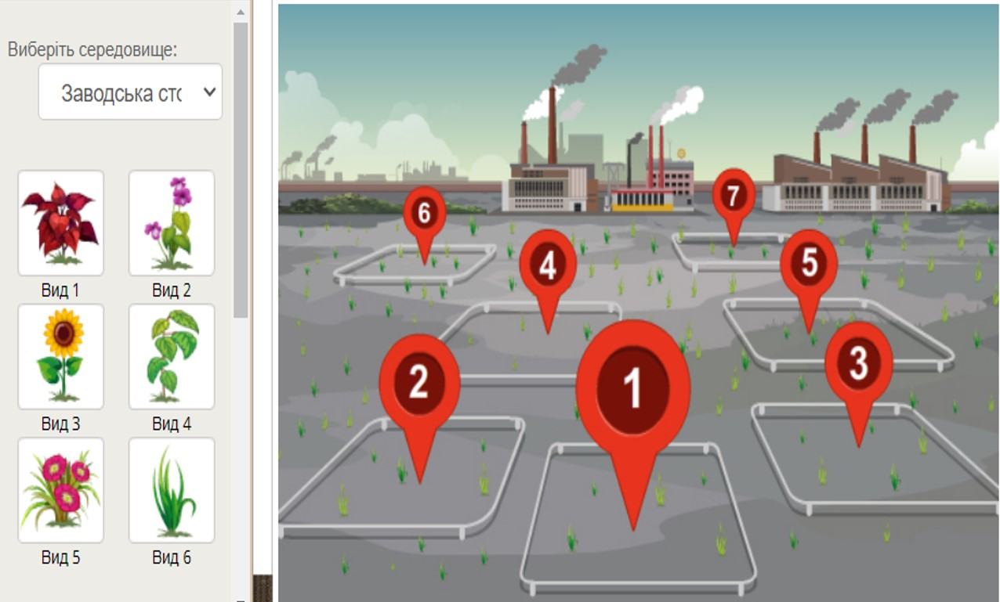 Виберіть середовище:
Заводська стс
Вид 1
Вид 2
Вид 3
Вид 4
Вид 5
Вид 6
6
7
4
5
2
1
3